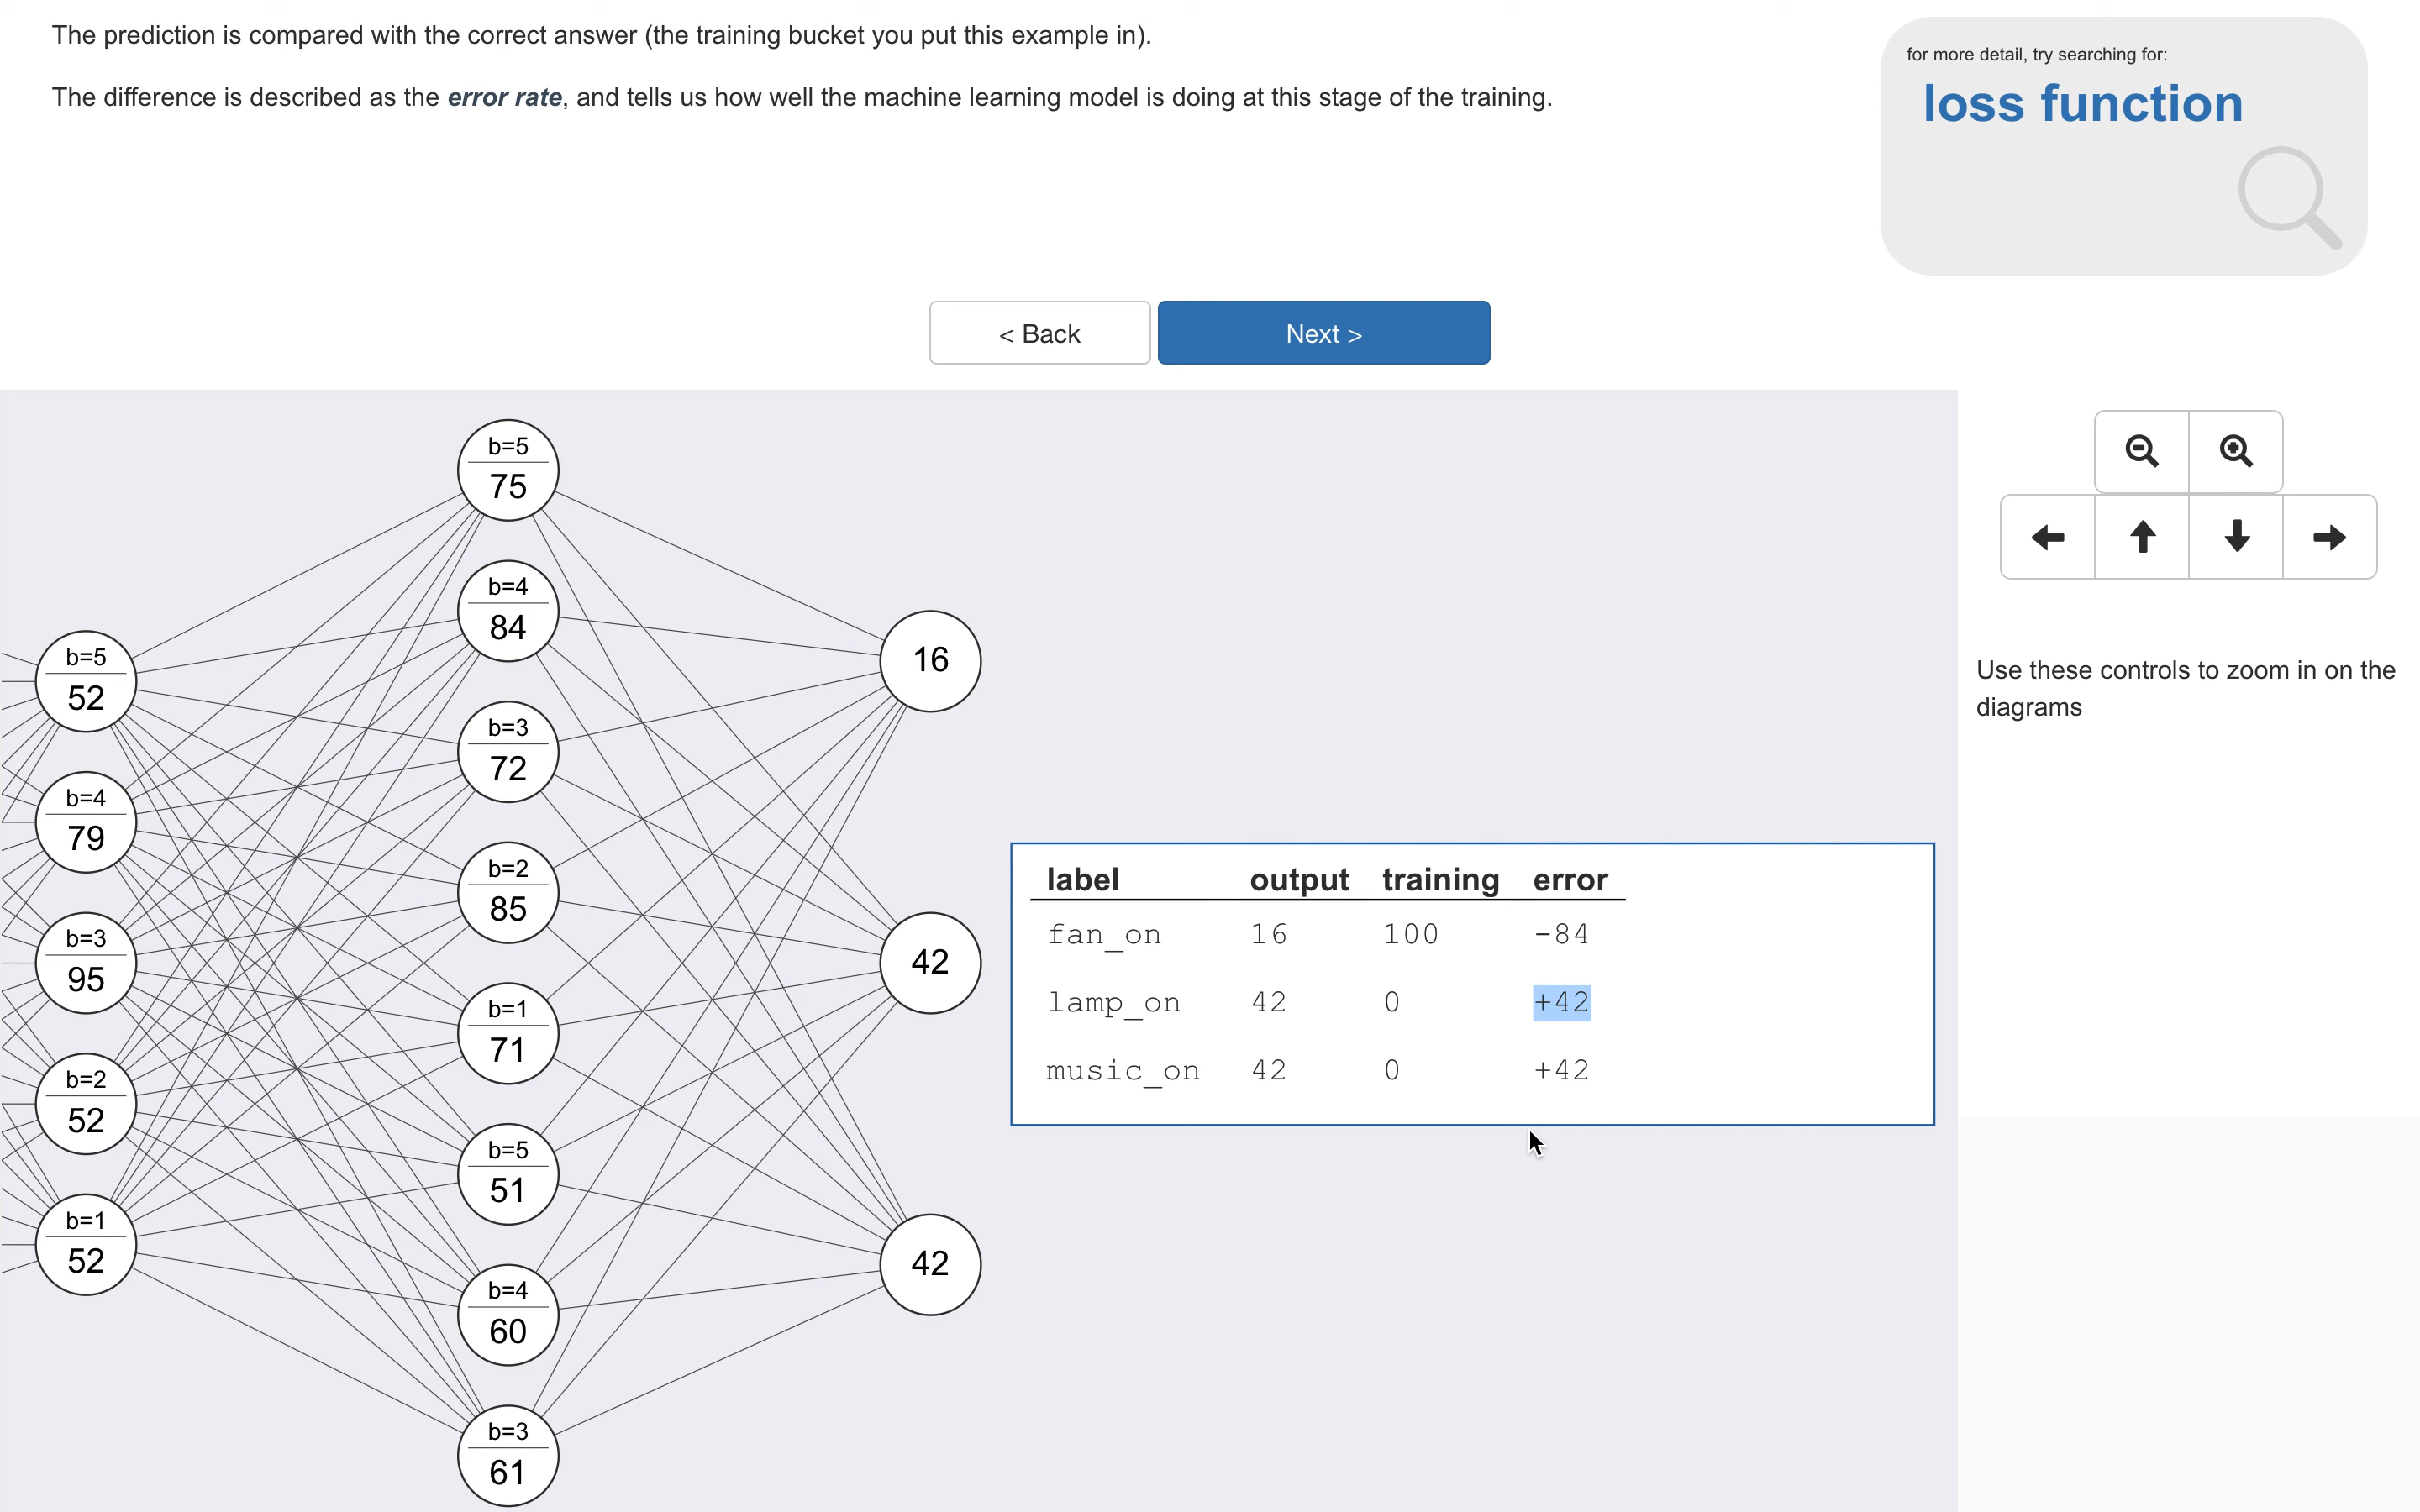 The prediction is compared with the correct answer (the training bucket you put this example in).
The difference is described as the error rate, and tells us how well the machine learning model is doing at this stage of the training.
for more detail, try searching for:
loss function
< Back
Next >
b=5
52
b=4
79
b=3
95
b=2
52
b=1
52
b=5
75
b=4
84
b=3
72
b=2
85
b=1
71
b=5
51
b=4
60
b=3
61
16
42
42
label output training error
fan_on 16 100 -84
lamp_on 42 0 +42
music_on 42 0 +42
Use these controls to zoom in on the
diagrams